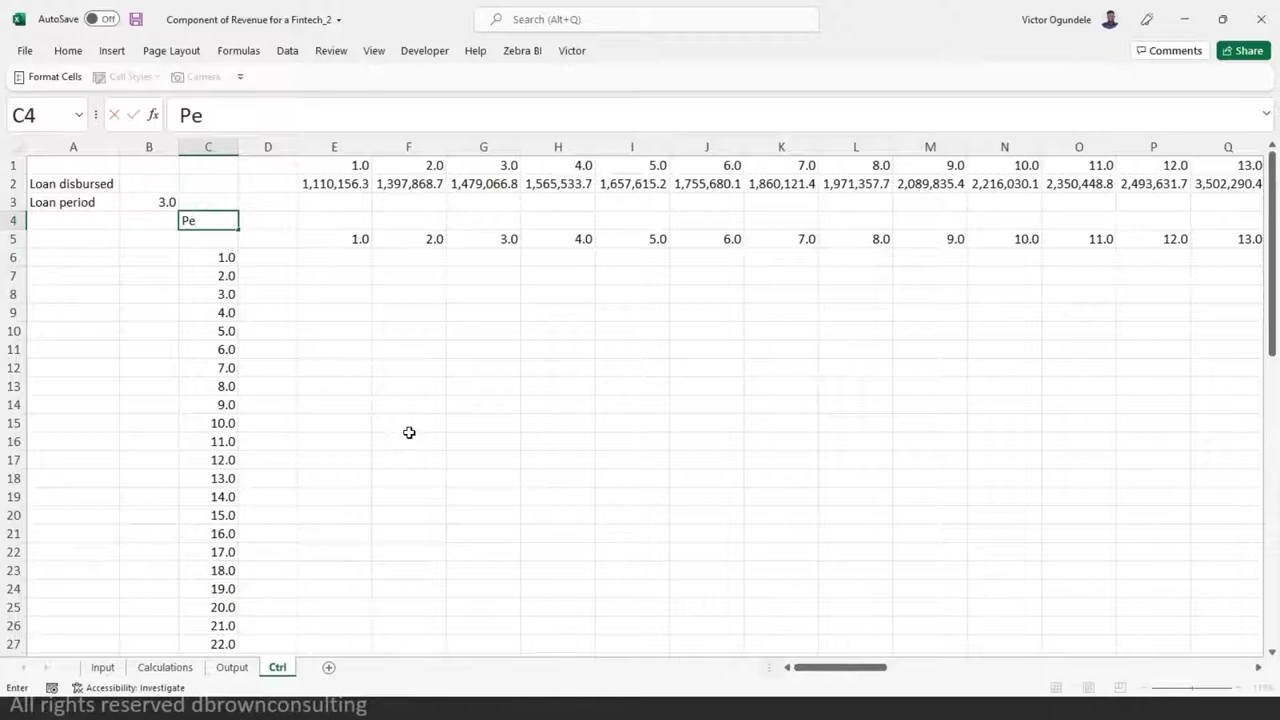 AutoSave Off Component of Revenue for a Fintech_2 Search (Alt+Q) Victor Ogundele
File Home Insert Page Layout Formulas Data Review View Developer Help Zebra BI Victor Comments Share
Format Cells Cell Styles Camera
C4 fx Pe
A B C D E F G H I J K L M N O P Q
1 1.0 2.0 3.0 4.0 5.0 6.0 7.0 8.0 9.0 10.0 11.0 12.0 13.0
2 Loan disbursed 1,110,156.3 1,397,868.7 1,479,066.8 1,565,533.7 1,657,615.2 1,755,680.1 1,860,121.4 1,971,357.7 2,089,835.4 2,216,030.1 2,350,448.8 2,493,631.7 3,502,290.4
3 Loan period 3.0
4 Pe
5 1.0 2.0 3.0 4.0 5.0 6.0 7.0 8.0 9.0 10.0 11.0 12.0 13.0
6 1.0
7 2.0
8 3.0
9 4.0
10 5.0
11 6.0
12 7.0
13 8.0
14 9.0
15 10.0
16 11.0
17 12.0
18 13.0
19 14.0
20 15.0
21 16.0
22 17.0
23 18.0
24 19.0
25 20.0
26 21.0
27 22.0
Input Calculations Output Ctrl
Enter Accessibility: Investigate
All rights reserved dbrownconsulting